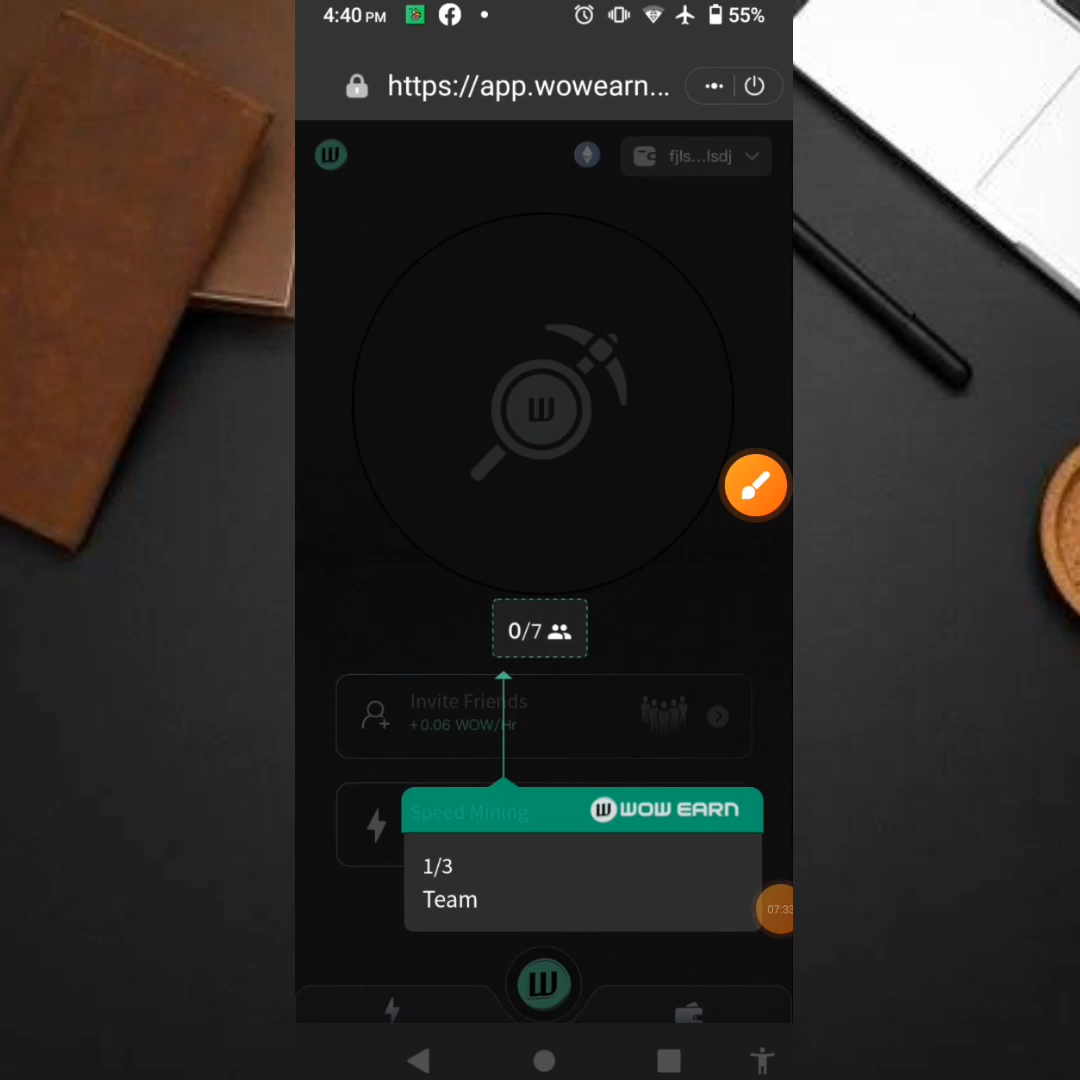 4:40 PM
55%
https://app.wowearn...
fjls...lsdj
0/7
Invite Friends
+0.06 WOW/Hr
Speed Mining
WOW EARN
1/3
Team
07:33